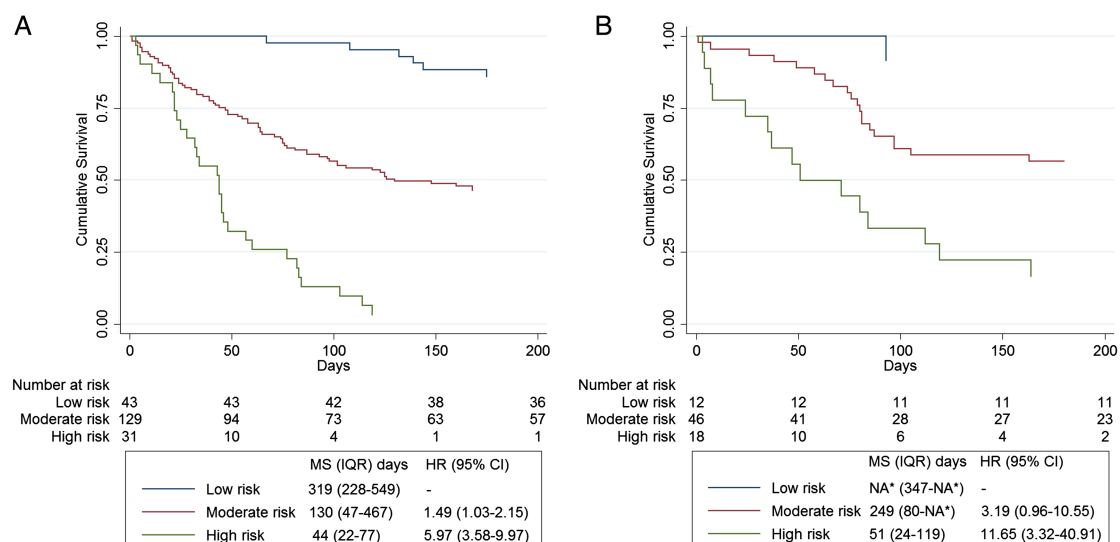 A
Cumulative Surivival
1.00
0.75
0.50
0.25
0.00
0 50 100 150 200
Days
Number at risk
Low risk 43 43 42 38 36
Moderate risk 129 94 73 63 57
High risk 31 10 4 1 1
MS (IQR) days HR (95% CI)
Low risk 319 (228-549) -
Moderate risk 130 (47-467) 1.49 (1.03-2.15)
High risk 44 (22-77) 5.97 (3.58-9.97)
B
Cumulative Survival
1.00
0.75
0.50
0.25
0.00
0 50 100 150 200
Days
Number at risk
Low risk 12 12 11 11 11
Moderate risk 46 41 28 27 23
High risk 18 10 6 4 2
MS (IQR) days HR (95% CI)
Low risk NA* (347-NA*) -
Moderate risk 249 (80-NA*) 3.19 (0.96-10.55)
High risk 51 (24-119) 11.65 (3.32-40.91)